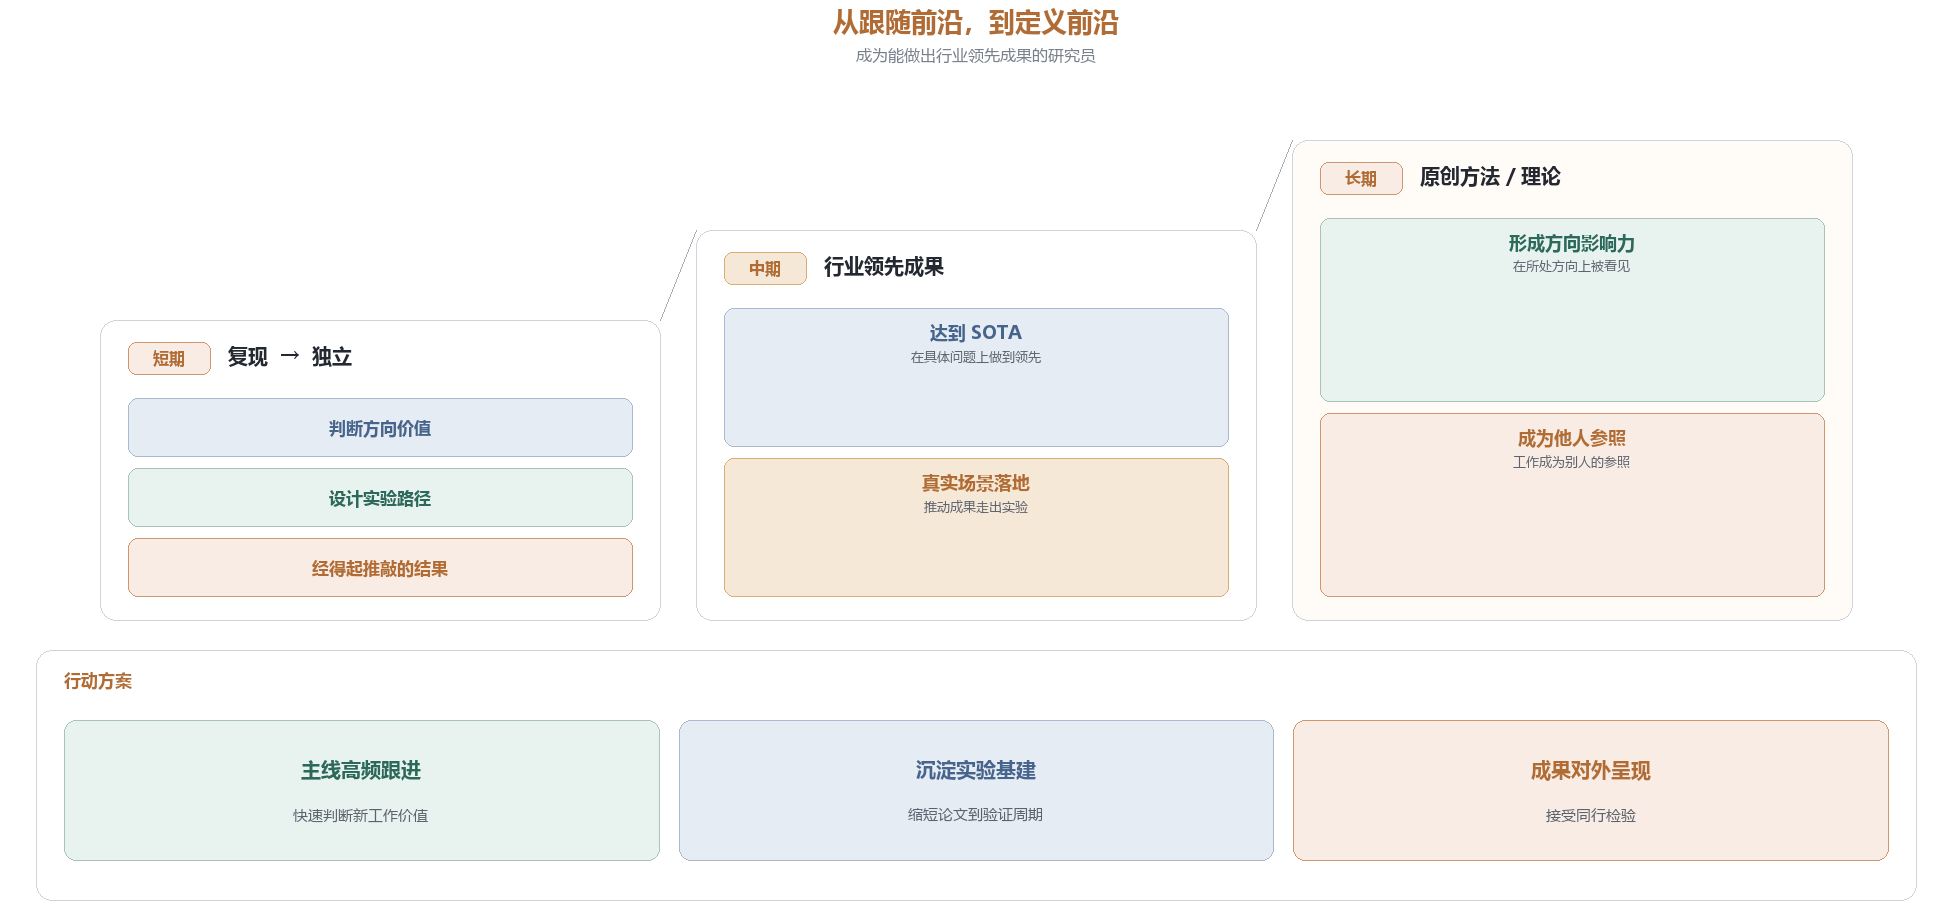 从跟随前沿，到定义前沿
成为能做出行业领先成果的研究员
短期
复现 → 独立
判断方向价值
设计实验路径
经得起推敲的结果
中期
行业领先成果
达到 SOTA
在具体问题上做到领先
真实场景落地
推动成果走出实验
长期
原创方法 / 理论
形成方向影响力
在所处方向上被看见
成为他人参照
工作成为别人的参照
行动方案
主线高频跟进
快速判断新工作价值
沉淀实验基建
缩短论文到验证周期
成果对外呈现
接受同行检验